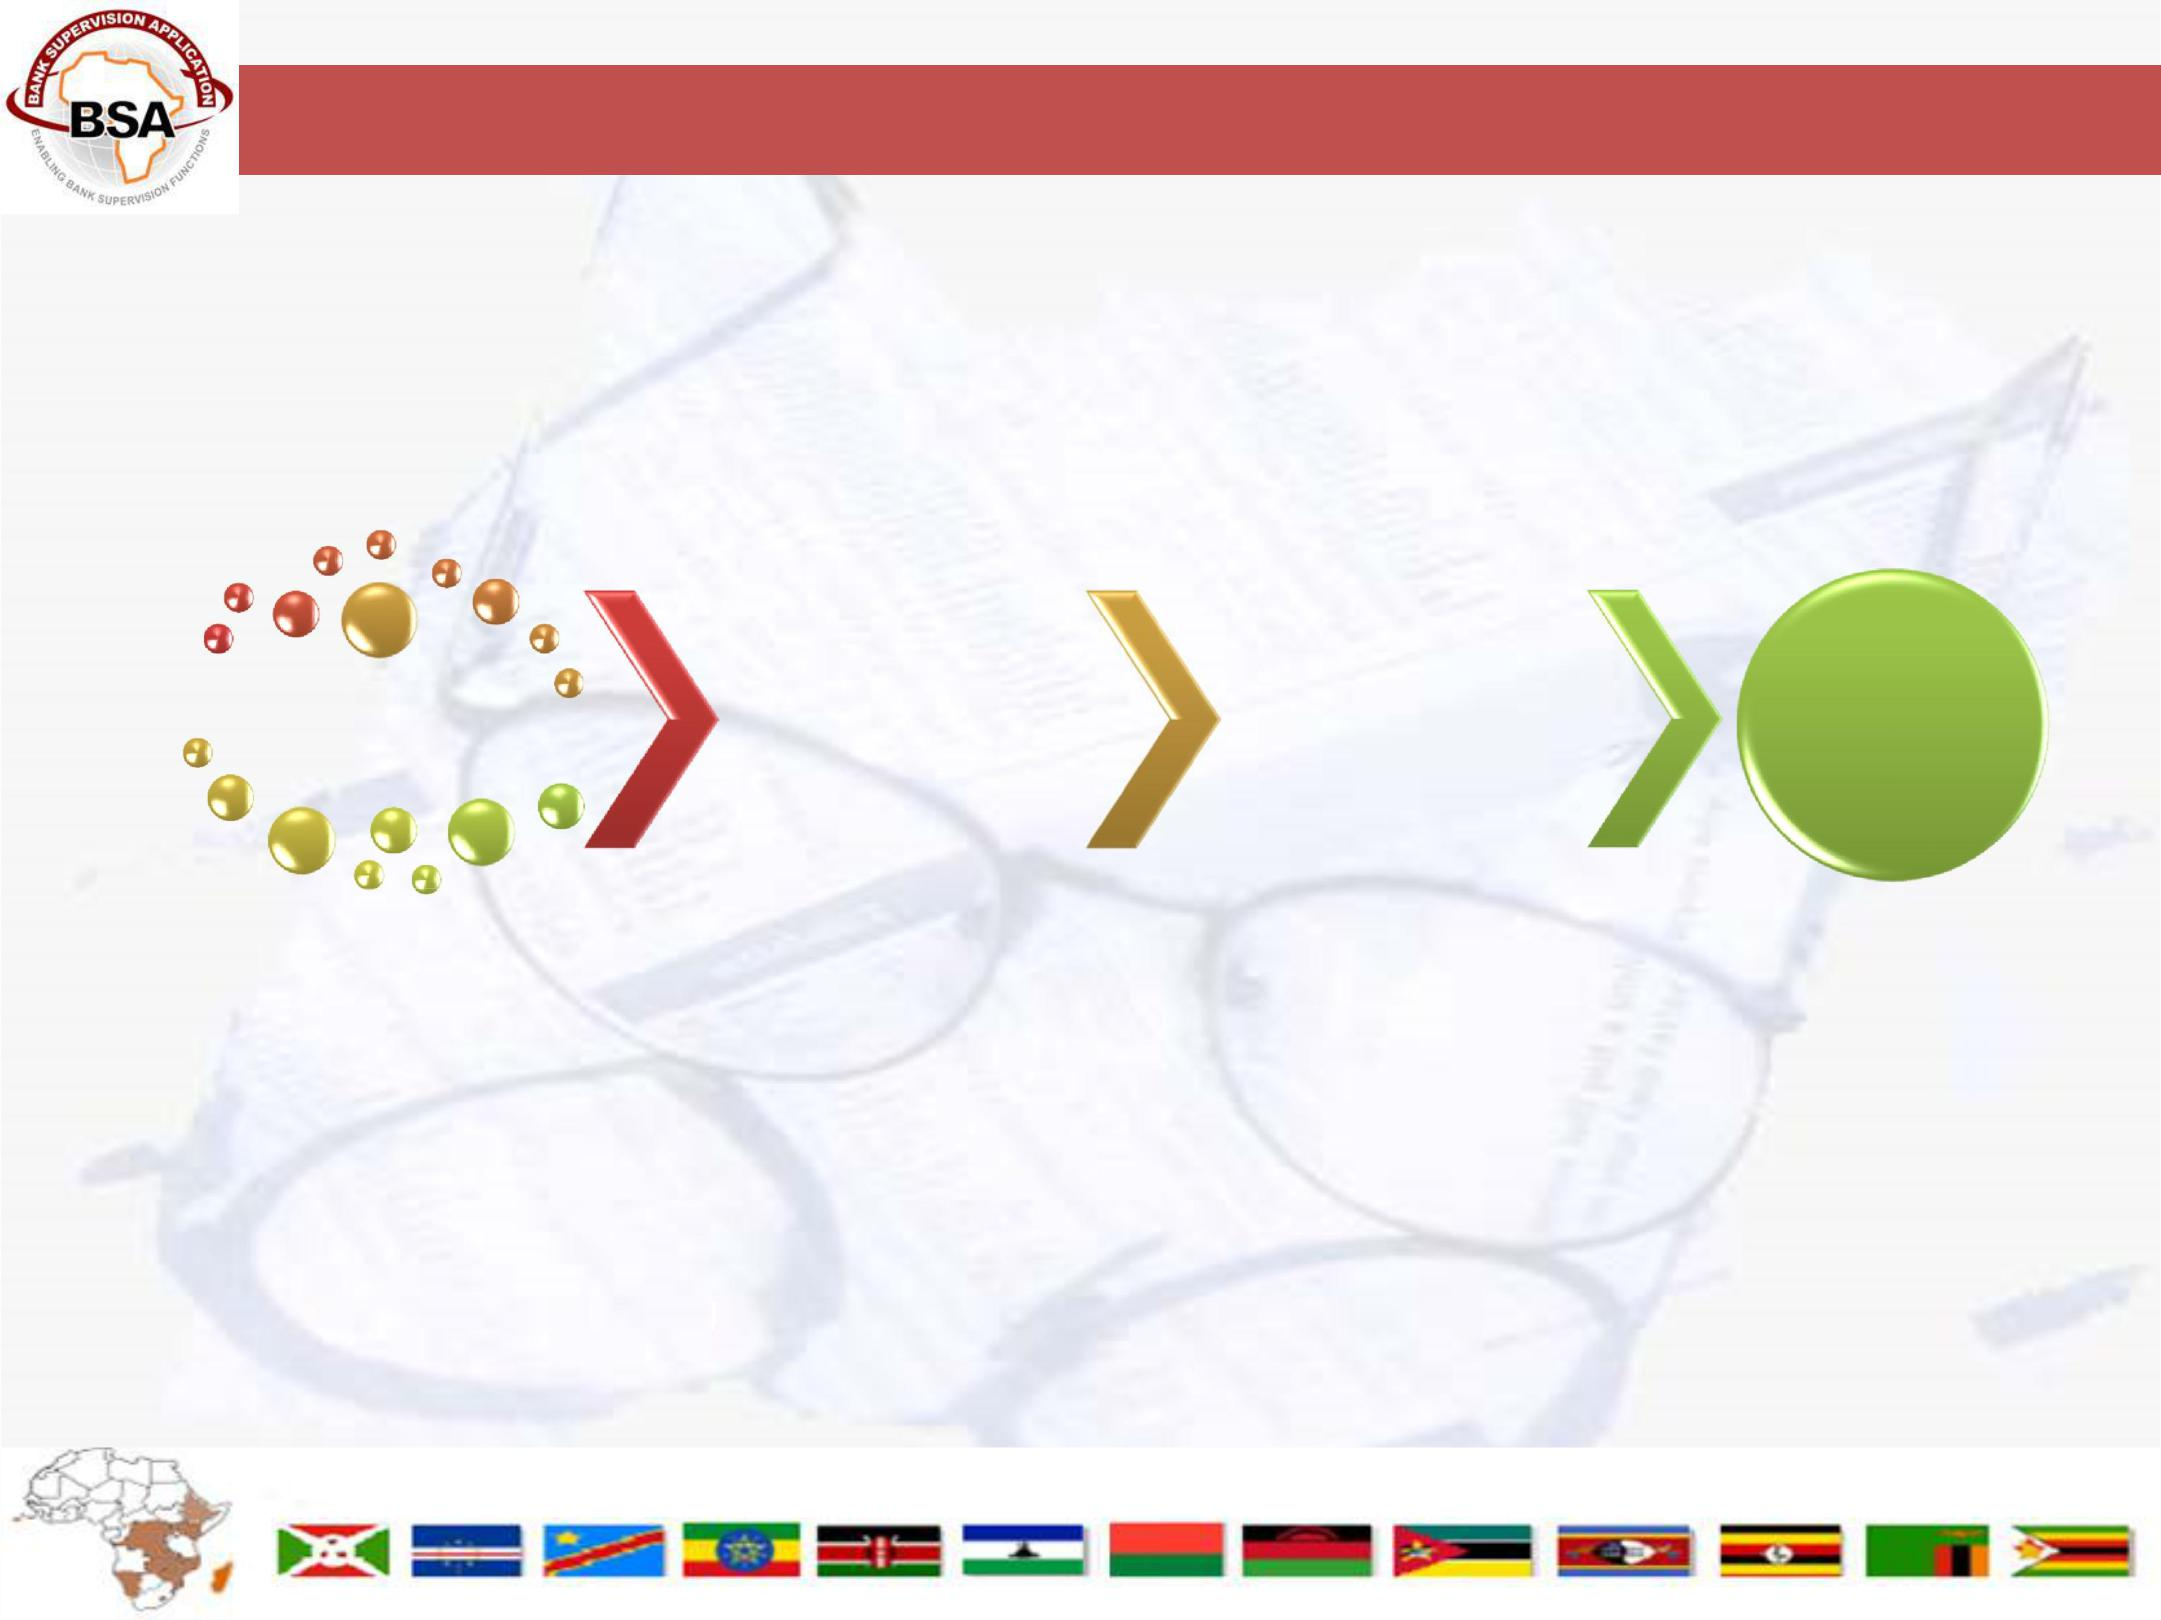 BANK SUPERVISION APPLICATION
BSA
ENABLING BANK SUPERVISION FUNCTIONS